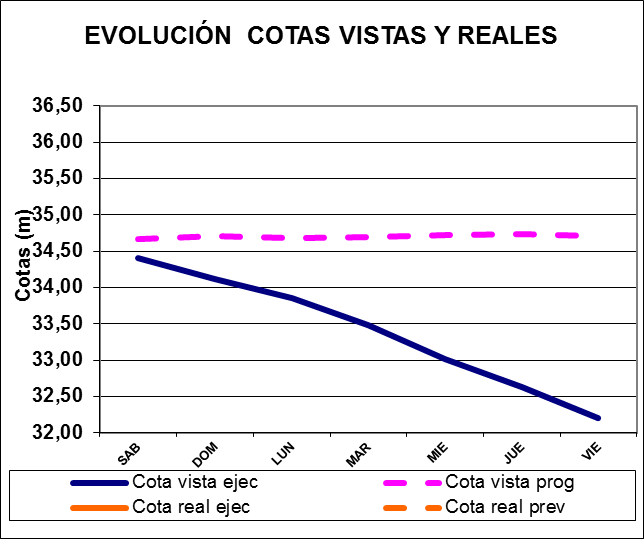 EVOLUCIÓN  COTAS VISTAS Y REALES
36,50
36,00
35,50
35,00
34,50
34,00
33,50
33,00
32,50
32,00
Cotas (m)
SAB DOM LUN MAR MIE JUE VIE
Cota vista ejec Cota vista prog
Cota real ejec Cota real prev